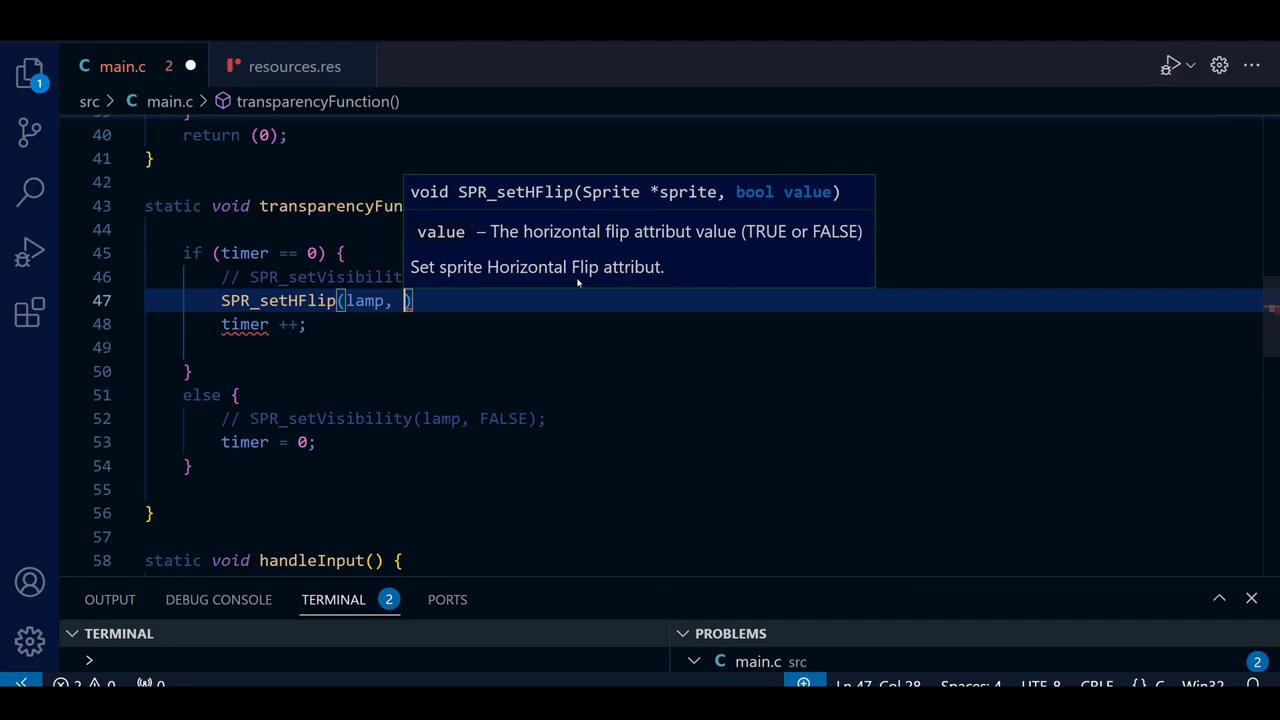 1
main.c 2
resources.res
src > C main.c > transparencyFunction()
40 return (0);
41 }
42
43 static void transparencyFun
44
45 if (timer == 0) {
46 // SPR_setVisibilit
47 SPR_setHFlip(lamp, )
48 timer ++;
49
50 }
51 else {
52 // SPR_setVisibility(lamp, FALSE);
53 timer = 0;
54 }
55
56 }
57
58 static void handleInput() {
void SPR_setHFlip(Sprite *sprite, bool value)
value – The horizontal flip attribut value (TRUE or FALSE)
Set sprite Horizontal Flip attribut.
OUTPUT DEBUG CONSOLE TERMINAL 2 PORTS
TERMINAL
>
PROBLEMS
C main.c src 2
2 0 0 Ln 47, Col 28 Spaces: 4 UTF-8 CRLF {} C Win32